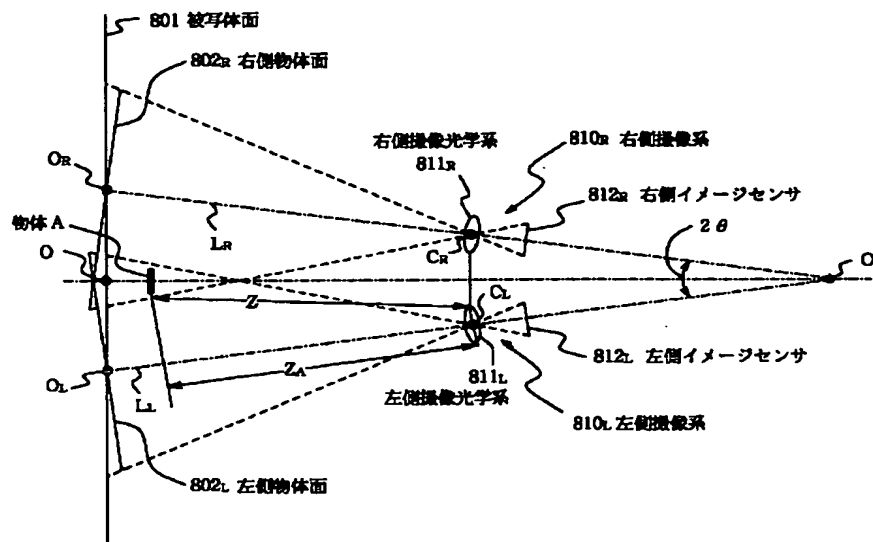 801 被写体面
802R 右側物体面
右側撮像光学系
811R
810R 右側撮像系
812R 右側イメージセンサ
OR
物体A
LR
CR
2θ
O
O
Z
CL
812L 左側イメージセンサ
OL
LL
ZA
811L
左側撮像光学系
810L 左側撮像系
802L 左側物体面